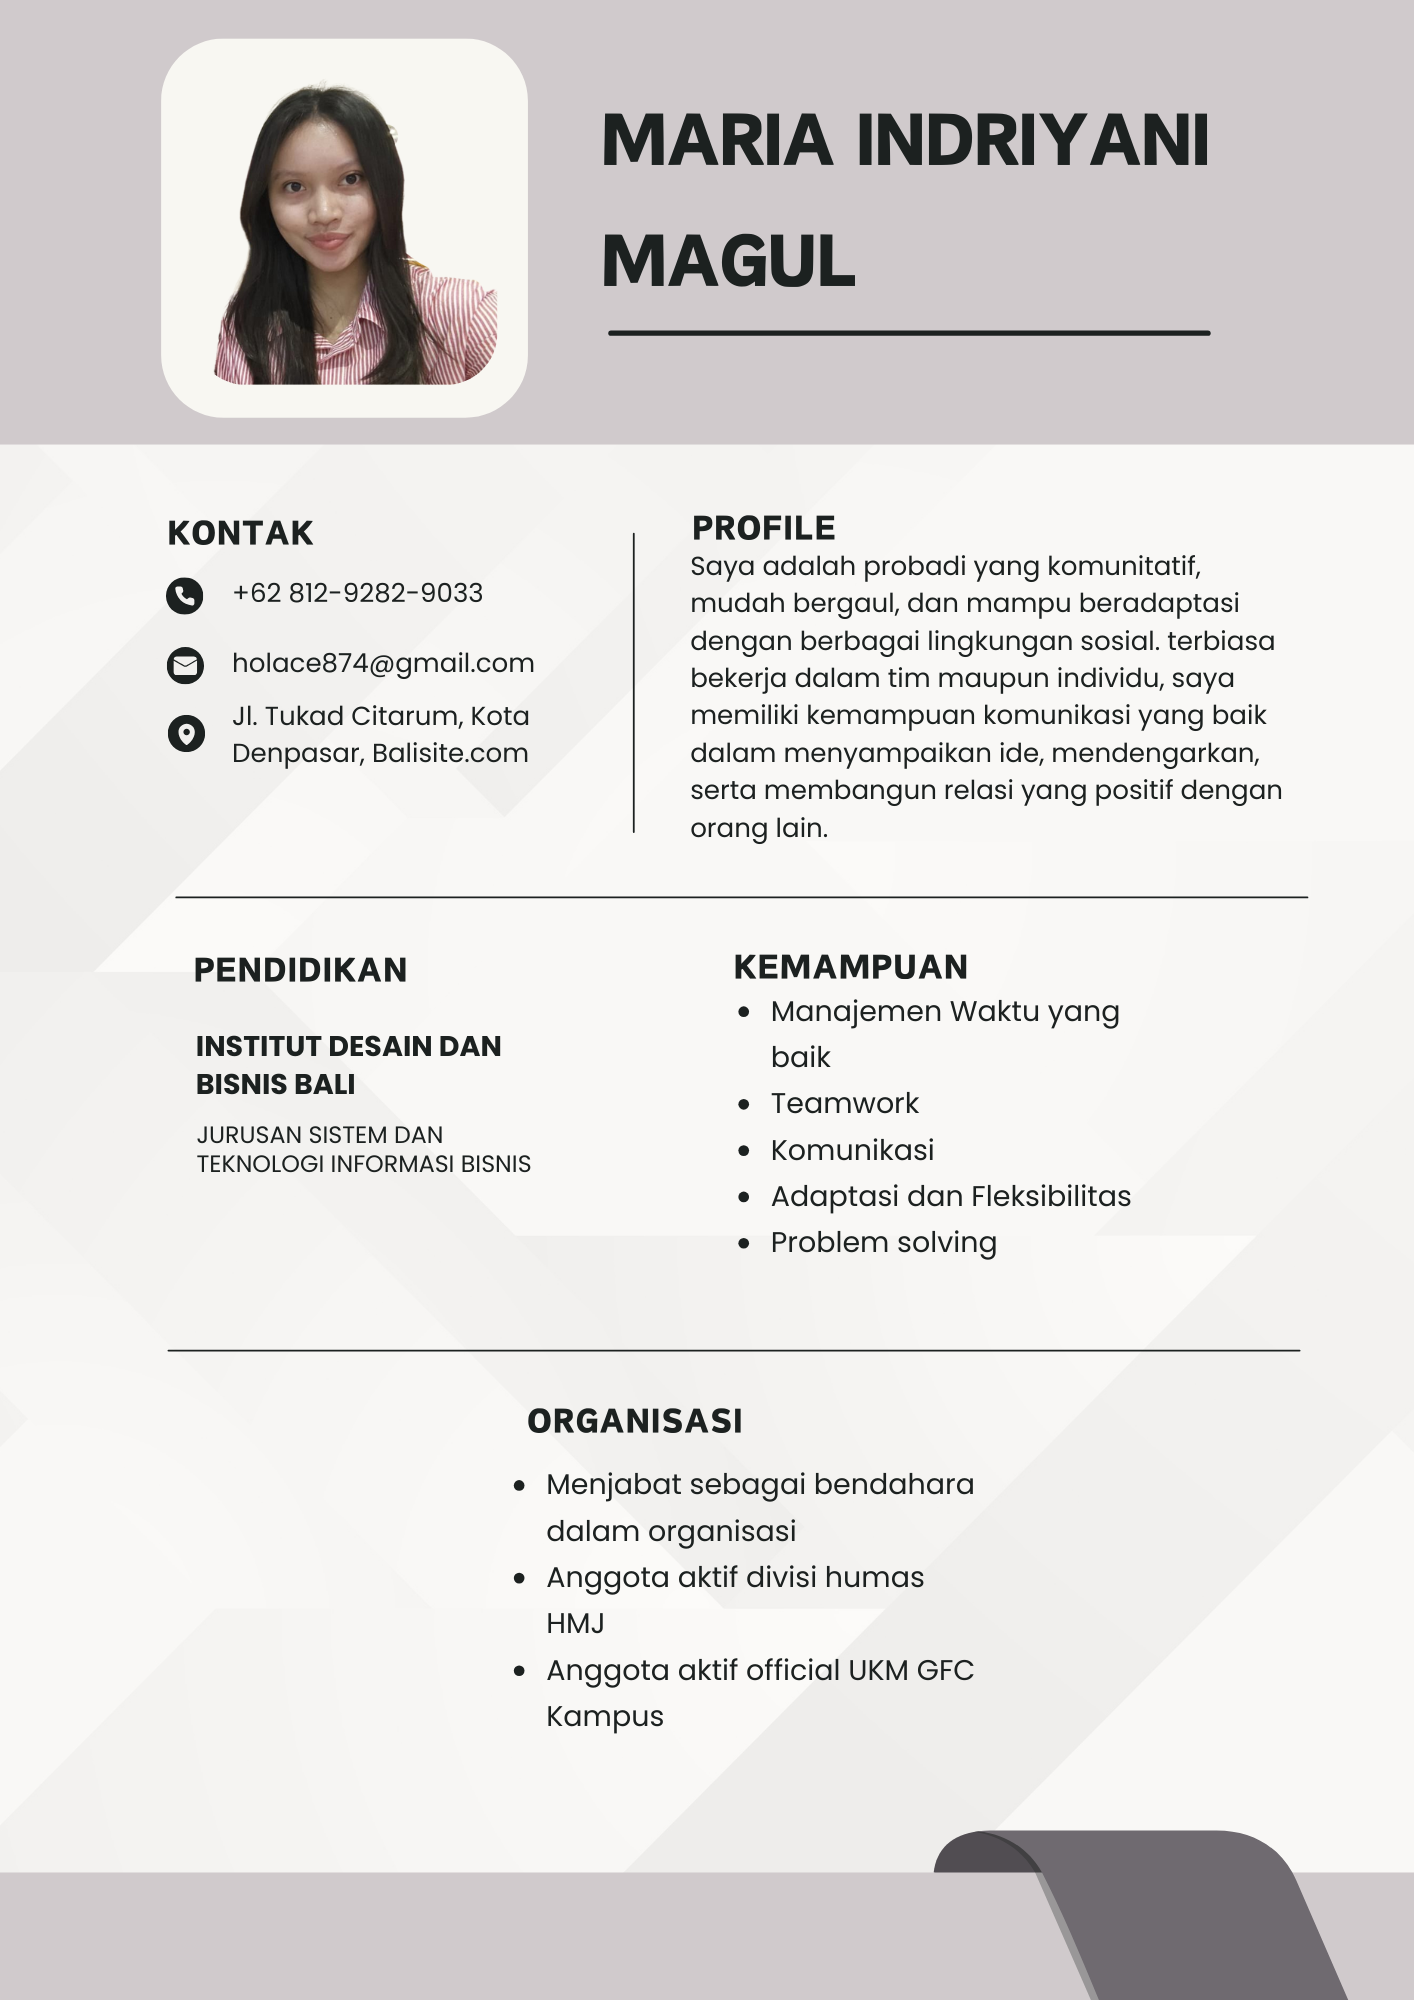 MARIA INDRIYANI
MAGUL
KONTAK
+62 812-9282-9033
holace874@gmail.com
Jl. Tukad Citarum, Kota
Denpasar, Balisite.com
PROFILE
Saya adalah probadi yang komunitatif,
mudah bergaul, dan mampu beradaptasi
dengan berbagai lingkungan sosial. terbiasa
bekerja dalam tim maupun individu, saya
memiliki kemampuan komunikasi yang baik
dalam menyampaikan ide, mendengarkan,
serta membangun relasi yang positif dengan
orang lain.
PENDIDIKAN
INSTITUT DESAIN DAN
BISNIS BALI
JURUSAN SISTEM DAN
TEKNOLOGI INFORMASI BISNIS
KEMAMPUAN
• Manajemen Waktu yang
baik
• Teamwork
• Komunikasi
• Adaptasi dan Fleksibilitas
• Problem solving
ORGANISASI
• Menjabat sebagai bendahara
dalam organisasi
• Anggota aktif divisi humas
HMJ
• Anggota aktif official UKM GFC
Kampus